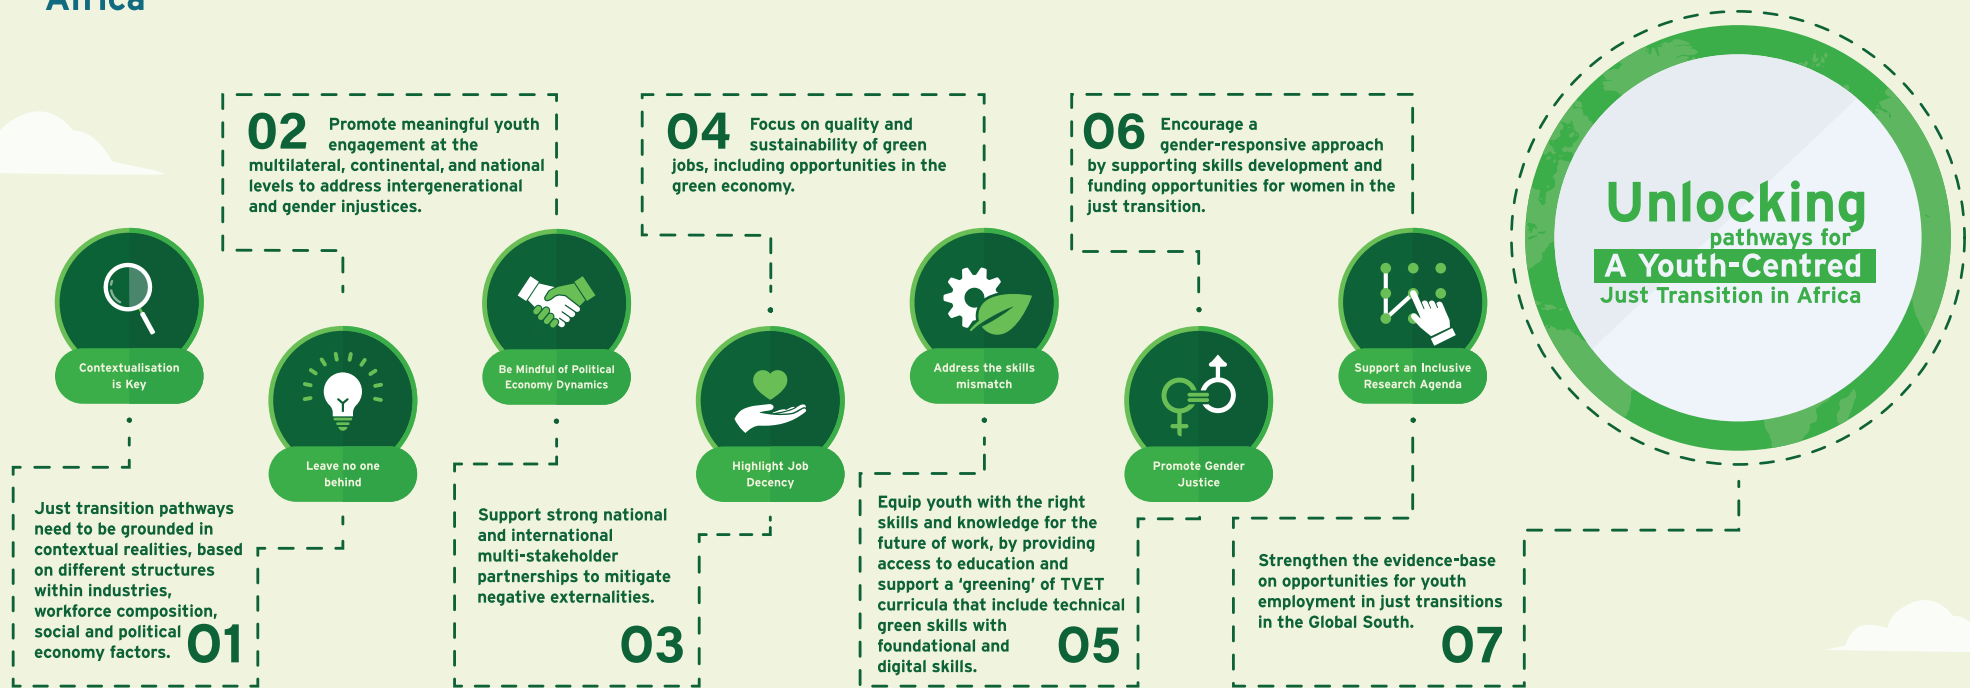 Africa
Contextualisation
is Key
Just transition pathways
need to be grounded in
contextual realities, based
on different structures
within industries,
workforce composition,
social and political
economy factors.
01
02
Promote meaningful youth
engagement at the
multilateral, continental, and national
levels to address intergenerational
and gender injustices.
Leave no one
behind
Be Mindful of Political
Economy Dynamics
Support strong national
and international
multi-stakeholder
partnerships to mitigate
negative externalities.
03
04
Focus on quality and
sustainability of green
jobs, including opportunities in the
green economy.
Highlight Job
Decency
Address the skills
mismatch
Equip youth with the right
skills and knowledge for the
future of work, by providing
access to education and
support a ‘greening’ of TVET
curricula that include technical
green skills with
foundational and
digital skills.
05
06
Encourage a
gender-responsive approach
by supporting skills development and
funding opportunities for women in the
just transition.
Promote Gender
Justice
Support an Inclusive
Research Agenda
Strengthen the evidence-base
on opportunities for youth
employment in just transitions
in the Global South.
07
Unlocking
pathways for
A Youth-Centred
Just Transition in Africa